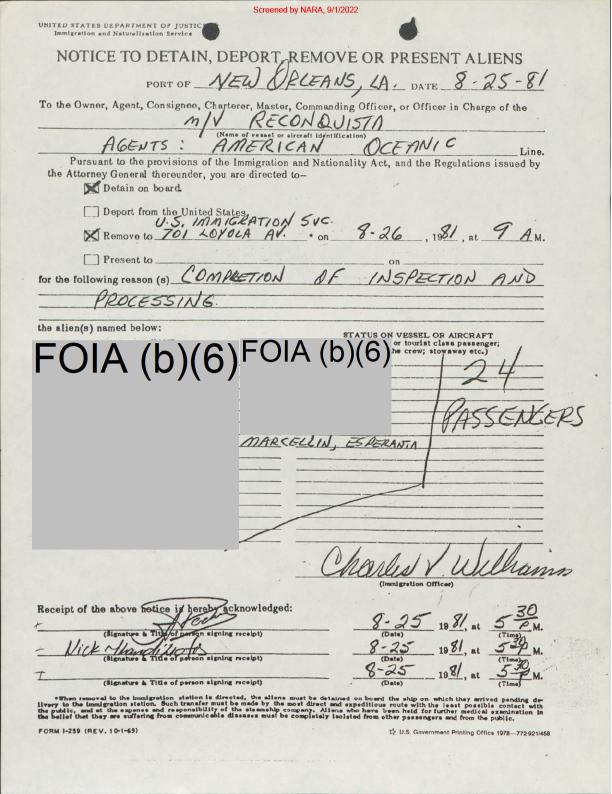 Screened by NARA, 9/1/2022
UNITED STATES DEPARTMENT OF JUSTICE
Immigration and Naturalization Service
NOTICE TO DETAIN, DEPORT, REMOVE OR PRESENT ALIENS
PORT OF NEW ORLEANS, LA. DATE 8-25-81
To the Owner, Agent, Consignee, Charterer, Master, Commanding Officer, or Officer in Charge of the
M/V RECONQUISTA
(Name of vessel or aircraft identification)
AGENTS: AMERICAN OCEANIC Line.
Pursuant to the provisions of the Immigration and Nationality Act, and the Regulations issued by
the Attorney General thereunder, you are directed to—
Detain on board
Deport from the United States,
U.S. IMMIGRATION SVC.
Remove to 701 LOYOLA AV. * on 8-26, 1981, at 9 A M.
Present to on
for the following reason(s) COMPLETION OF INSPECTION AND
PROCESSING.
the alien(s) named below:
STATUS ON VESSEL OR AIRCRAFT
or tourist class passenger;
he crew; stowaway etc.)
FOIA (b)(6) FOIA (b)(6)
24
PASSENGERS
MARCELLIN, ESPERANTA
Charles V. Williams
(Immigration Officer)
Receipt of the above notice is hereby acknowledged:
8-25 1981, at 5 30 P M.
(Signature & Title of person signing receipt) (Date) (Time)
Nick 8-25 1981, at 5 30 P M.
(Signature & Title of person signing receipt) (Date) (Time)
8-25 1981, at 5 30 P M.
(Signature & Title of person signing receipt) (Date) (Time)
*When removal to the immigration station is directed, the aliens must be detained on board the ship on which they arrived pending de-
livery to the immigration station. Such transfer must be made by the most direct and expeditious route with the least possible contact with
the public, and at the expense and responsibility of the steamship company. Aliens who have been held for further medical examination in
the belief that they are suffering from communicable diseases must be completely isolated from other passengers and from the public.
FORM I-259 (REV. 10-1-65)
☆ U.S. Government Printing Office 1978—772-921/458